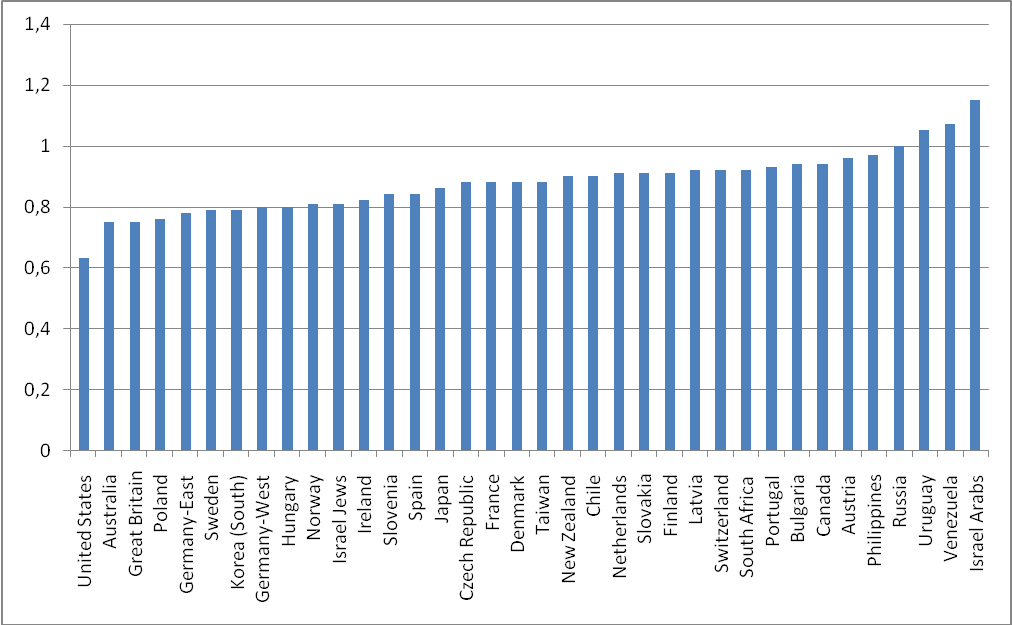 1,4
1,2
1
0,8
0,6
0,4
0,2
0
United States
Australia
Great Britain
Poland
Germany-East
Sweden
Korea (South)
Germany-West
Hungary
Norway
Israel Jews
Ireland
Slovenia
Spain
Japan
Czech Republic
France
Denmark
Taiwan
New Zealand
Chile
Netherlands
Slovakia
Finland
Latvia
Switzerland
South Africa
Portugal
Bulgaria
Canada
Austria
Philippines
Russia
Uruguay
Venezuela
Israel Arabs